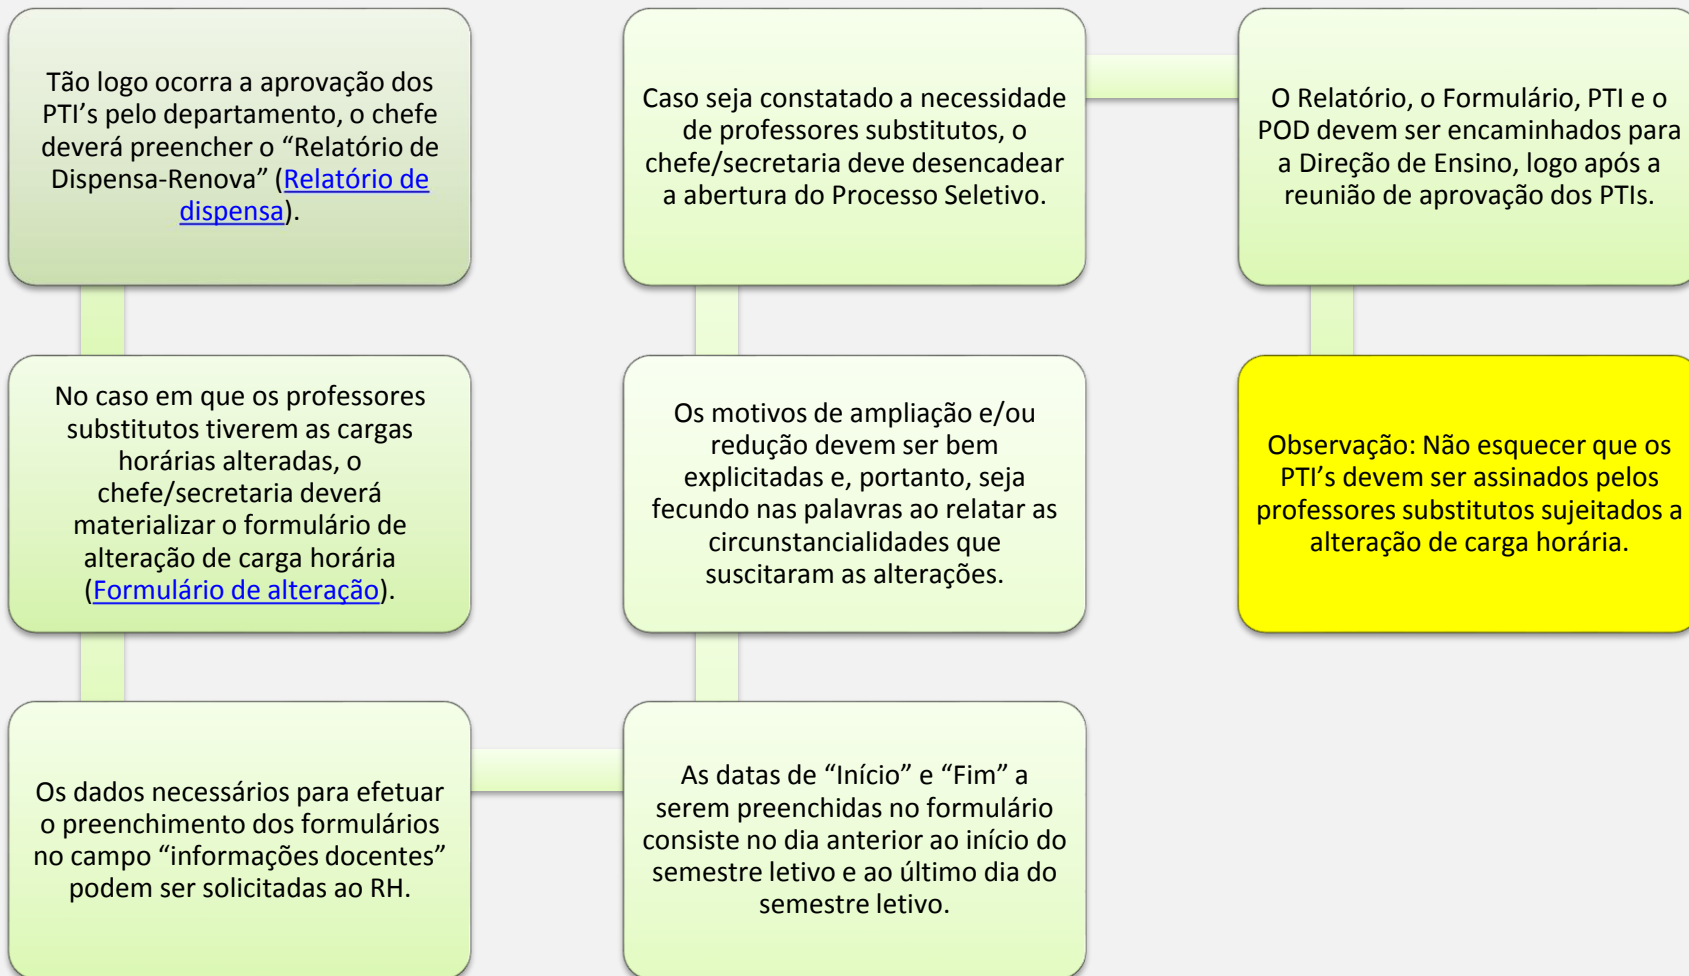 Tão logo ocorra a aprovação dos
PTI’s pelo departamento, o chefe
deverá preencher o “Relatório de
Dispensa-Renova” (Relatório de
dispensa).
No caso em que os professores
substitutos tiverem as cargas
horárias alteradas, o
chefe/secretaria deverá
materializar o formulário de
alteração de carga horária
(Formulário de alteração).
Os dados necessários para efetuar
o preenchimento dos formulários
no campo “informações docentes”
podem ser solicitadas ao RH.
As datas de “Início” e “Fim” a
serem preenchidas no formulário
consiste no dia anterior ao início do
semestre letivo e ao último dia do
semestre letivo.
Os motivos de ampliação e/ou
redução devem ser bem
explicitadas e, portanto, seja
fecundo nas palavras ao relatar as
circunstancialidades que
suscitaram as alterações.
Caso seja constatado a necessidade
de professores substitutos, o
chefe/secretaria deve desencadear
a abertura do Processo Seletivo.
O Relatório, o Formulário, PTI e o
POD devem ser encaminhados para
a Direção de Ensino, logo após a
reunião de aprovação dos PTIs.
Observação: Não esquecer que os
PTI’s devem ser assinados pelos
professores substitutos sujeitados a
alteração de carga horária.